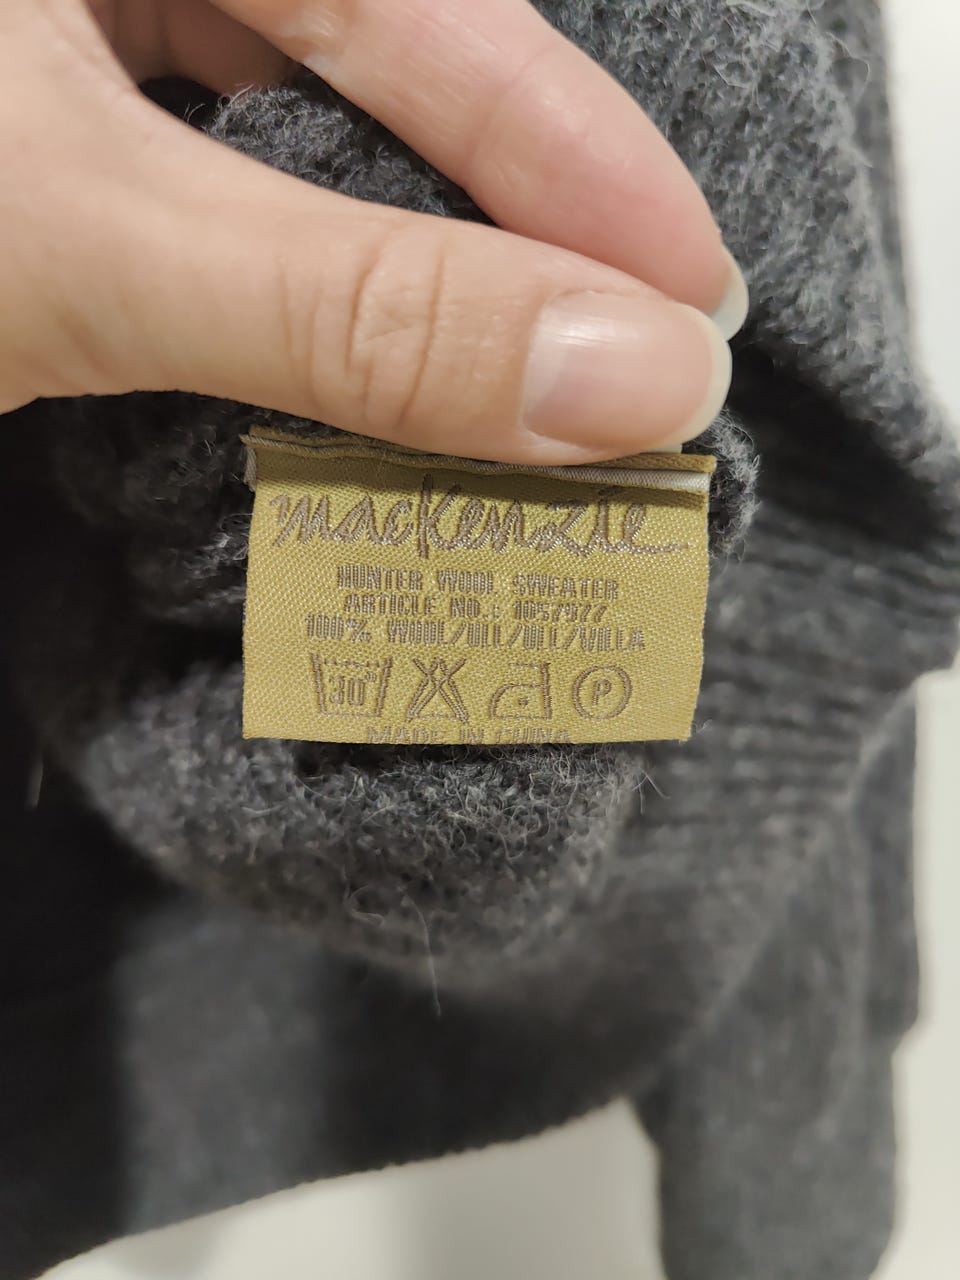 mackenzie
HUNTER WOOL SWEATER
ARTICLE NO.: 1057977
100% WOOL/ULL/ULL/VILLA
30°
P
MADE IN CHINA